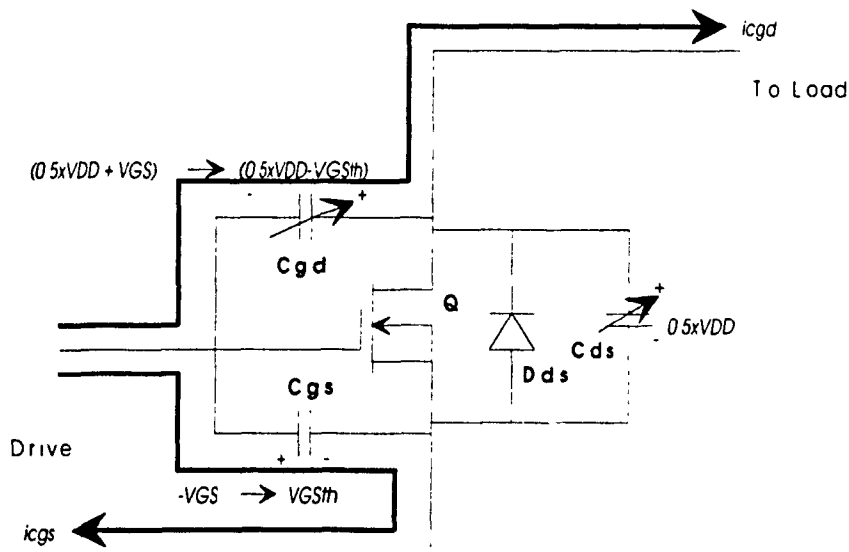 icgd
To Load
(0 5xVDD + VGS) → (0 5xVDD-VGSth)
- +
Cgd
Q
+
Cds
0 5xVDD
-
Dds
Cgs
Drive
+ -
-VGS → VGSth
icgs